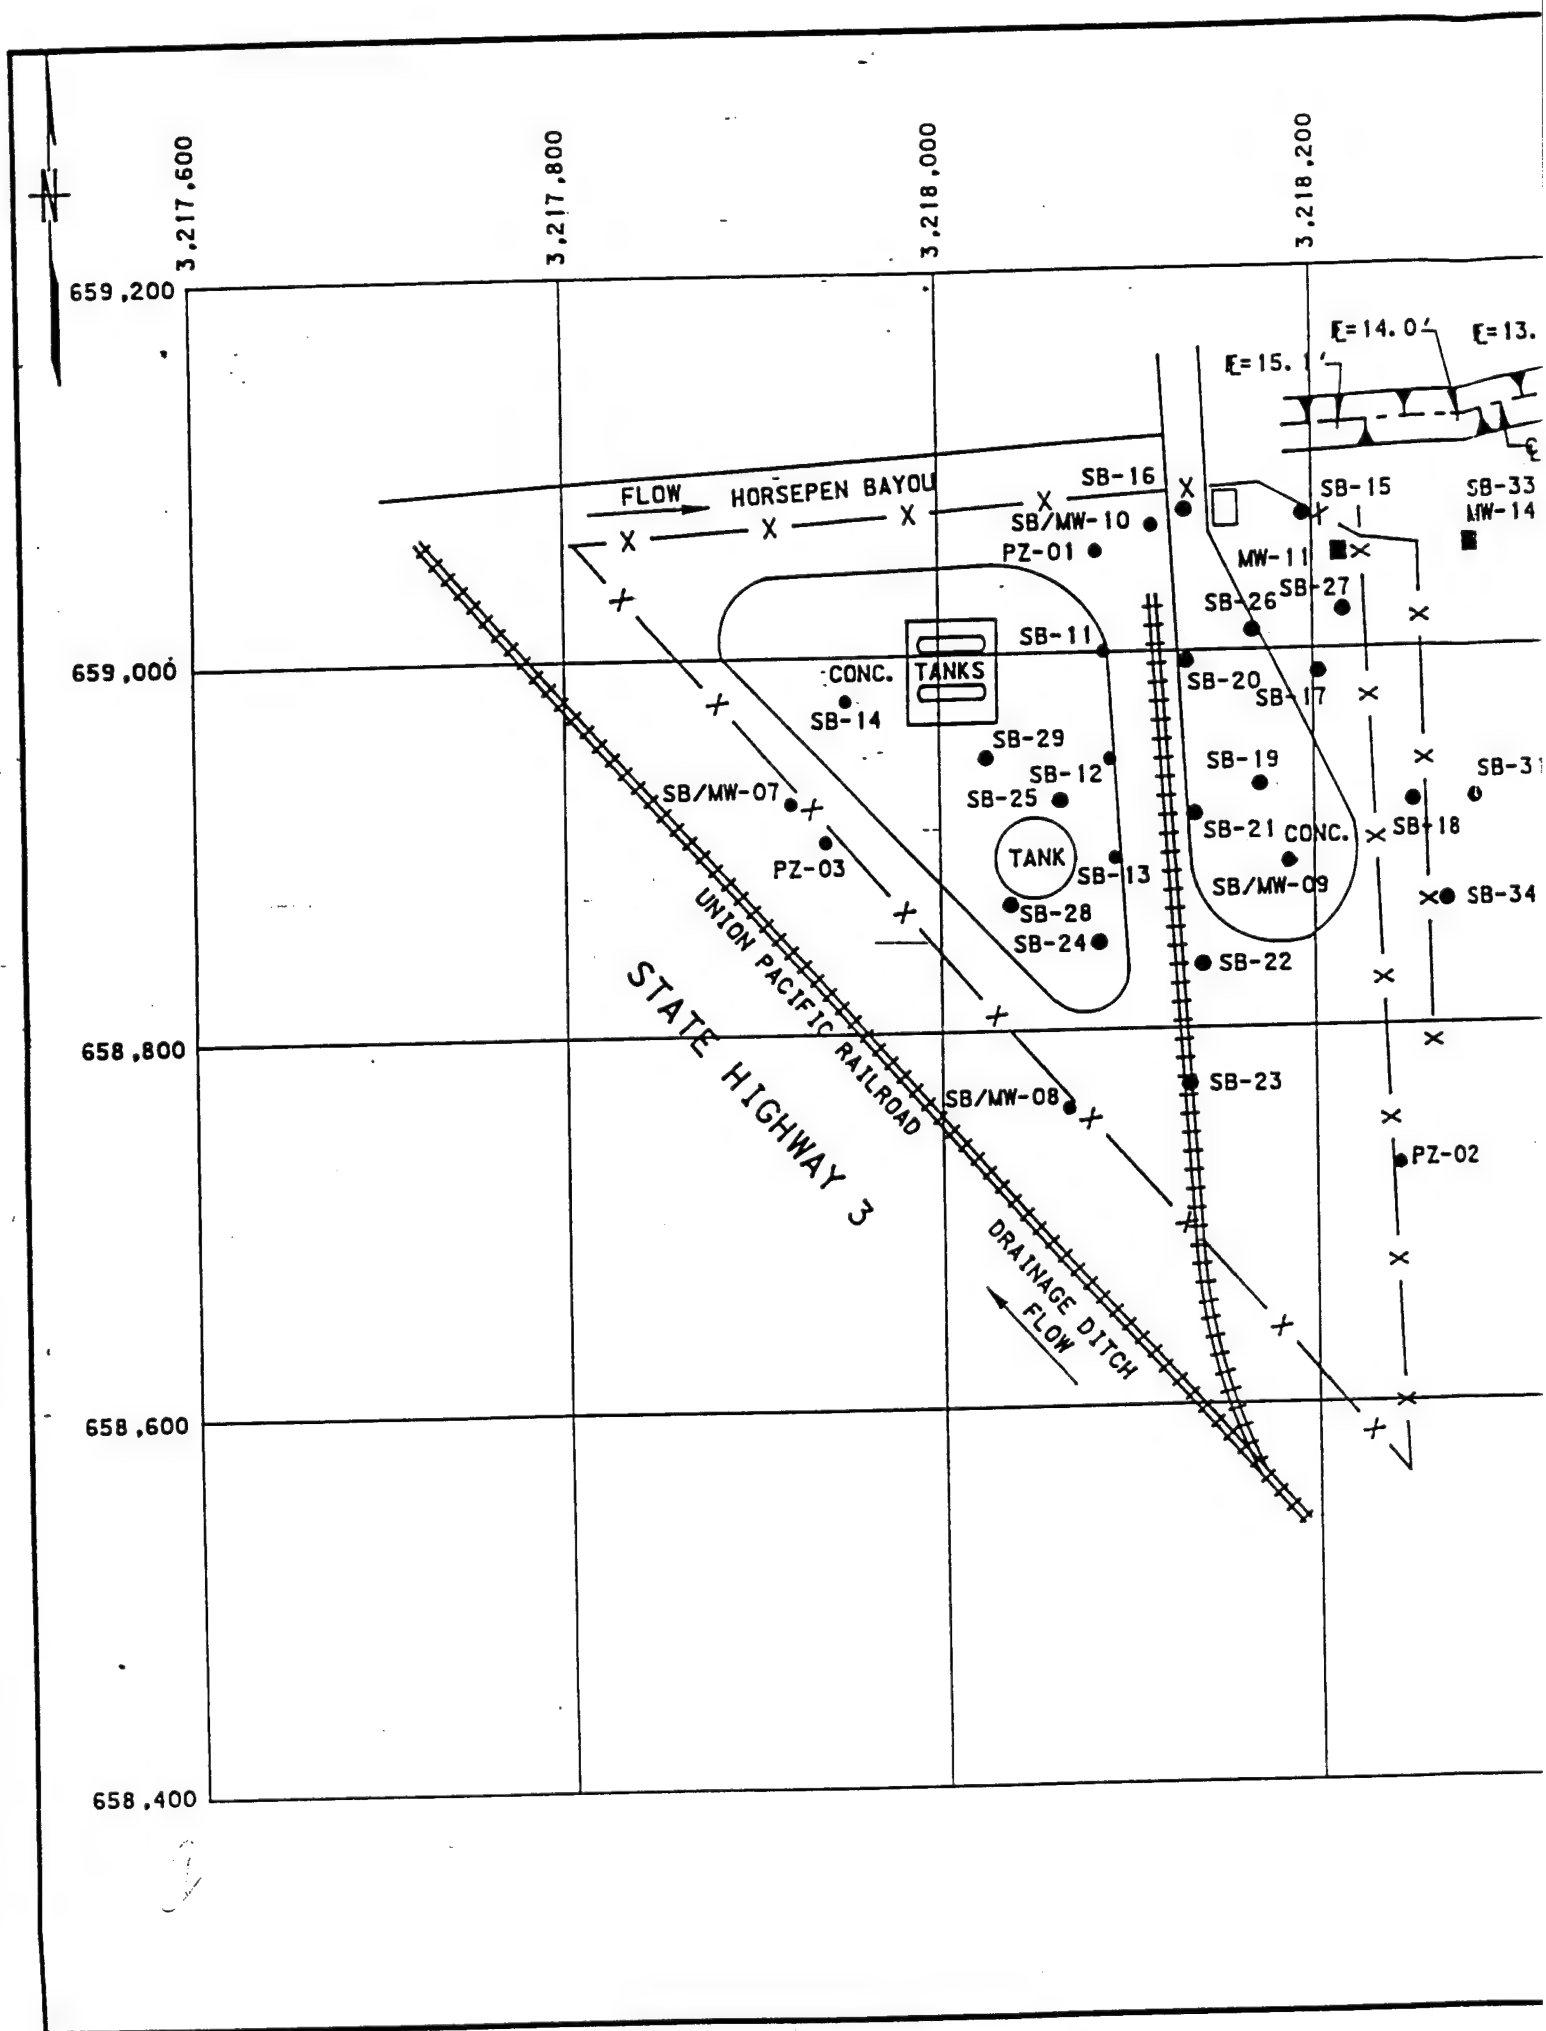 N
3,217,600
3,217,800
3,218,000
3,218,200
659,200
659,000
658,800
658,600
658,400
E=14.0'
E=13.
E=15.1'
FLOW
HORSEPEN BAYOU
SB-16
SB-15
SB-33
MW-14
SB/MW-10
PZ-01
MW-11
SB-27
SB-26
SB-11
CONC.
TANKS
SB-20
SB-17
SB-14
SB-29
SB-12
SB-19
SB-31
SB/MW-07
SB-25
SB-21
CONC.
SB-18
PZ-03
TANK
SB-13
SB/MW-09
SB-34
SB-28
SB-24
SB-22
UNION PACIFIC RAILROAD
STATE HIGHWAY 3
SB/MW-08
SB-23
PZ-02
DRAINAGE DITCH
FLOW